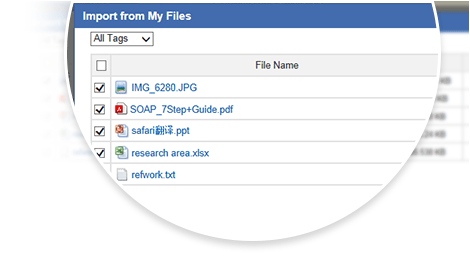 Import from My Files
All Tags
File Name
IMG_6280.JPG
SOAP_7Step+Guide.pdf
safari翻译.ppt
research area.xlsx
refwork.txt